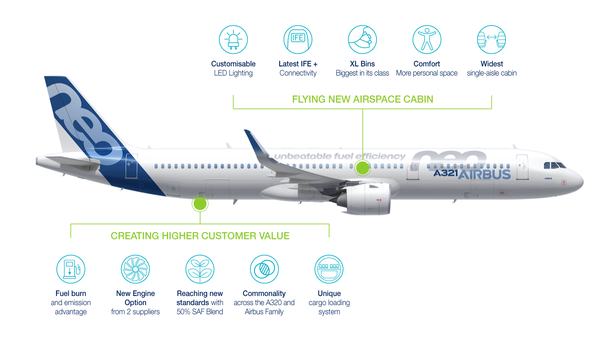 IFE
Customisable
LED Lighting
Latest IFE +
Connectivity
XL Bins
Biggest in its class
Comfort
More personal space
Widest
single-aisle cabin
FLYING NEW AIRSPACE CABIN
neo
unbeatable fuel efficiency
neo
A321 AIRBUS
CREATING HIGHER CUSTOMER VALUE
Fuel burn
and emission
advantage
New Engine
Option
from 2 suppliers
Reaching new
standards with
50% SAF Blend
Commonality
across the A320 and
Airbus Family
Unique
cargo loading
system